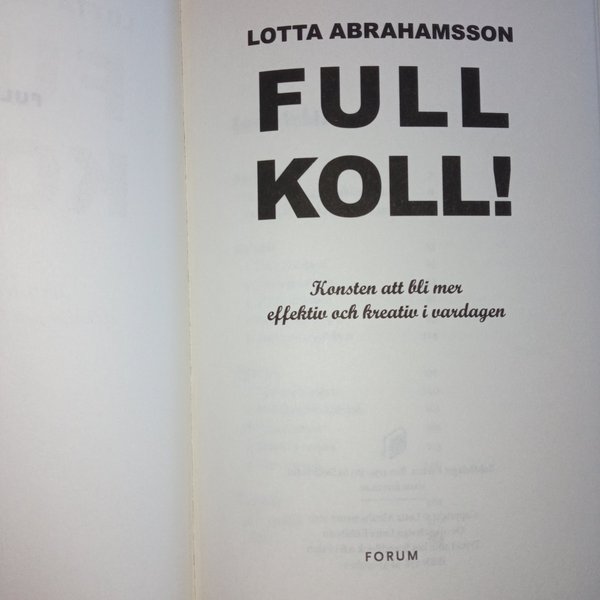 LOTTA ABRAHAMSSON
FULL
KOLL!
Konsten att bli mer
effektiv och kreativ i vardagen
FORUM